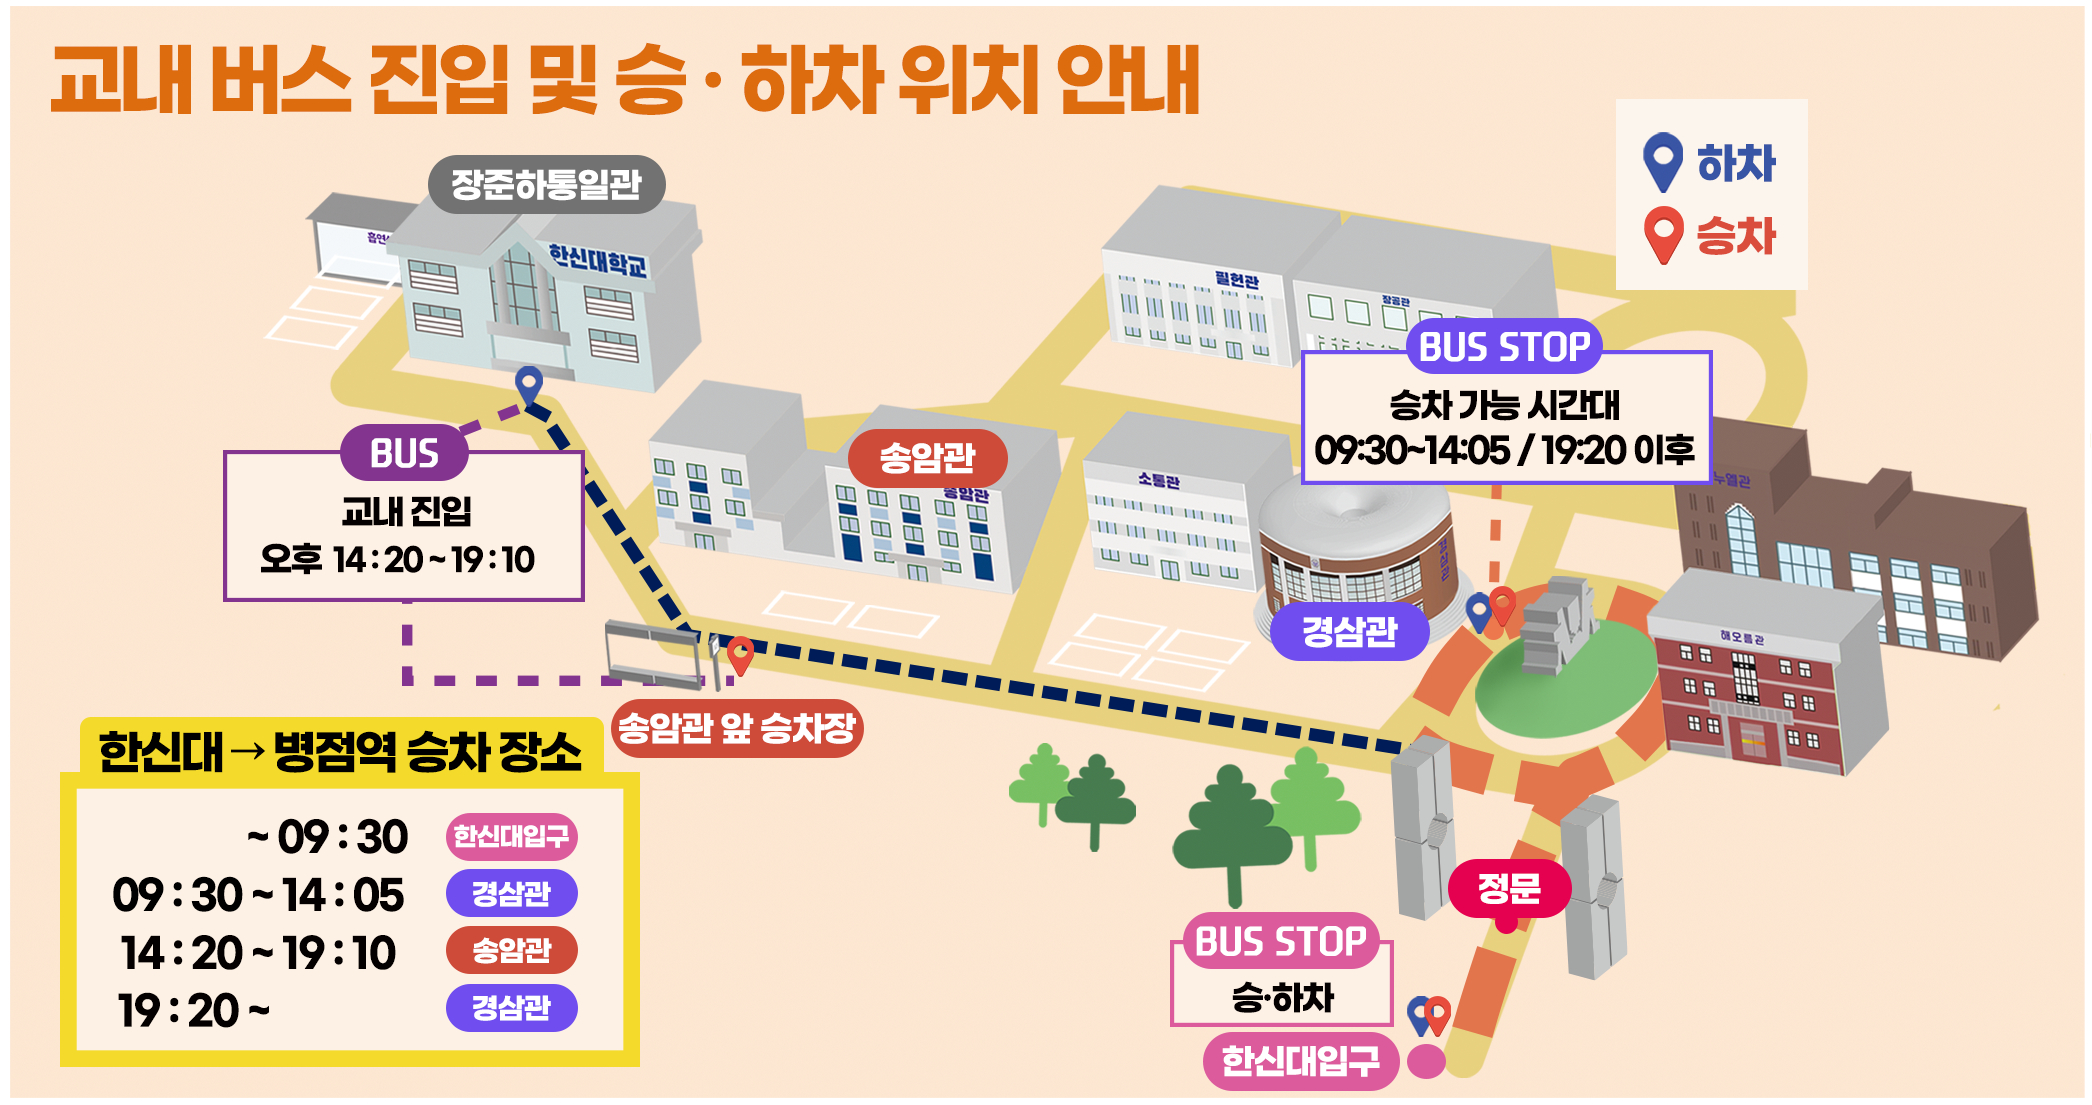 교내 버스 진입 및 승·하차 위치 안내
하차
승차
장준하통일관
한신대학교
필헌관
장공관
BUS STOP
승차 가능 시간대
09:30~14:05 / 19:20 이후
BUS
교내 진입
오후 14:20~19:10
송암관
송암관
소통관
경삼관
경삼관
해오름관
송암관 앞 승차장
한신대→병점역 승차 장소
~09:30 한신대입구
09:30~14:05 경삼관
14:20~19:10 송암관
19:20~ 경삼관
정문
BUS STOP
승·하차
한신대입구